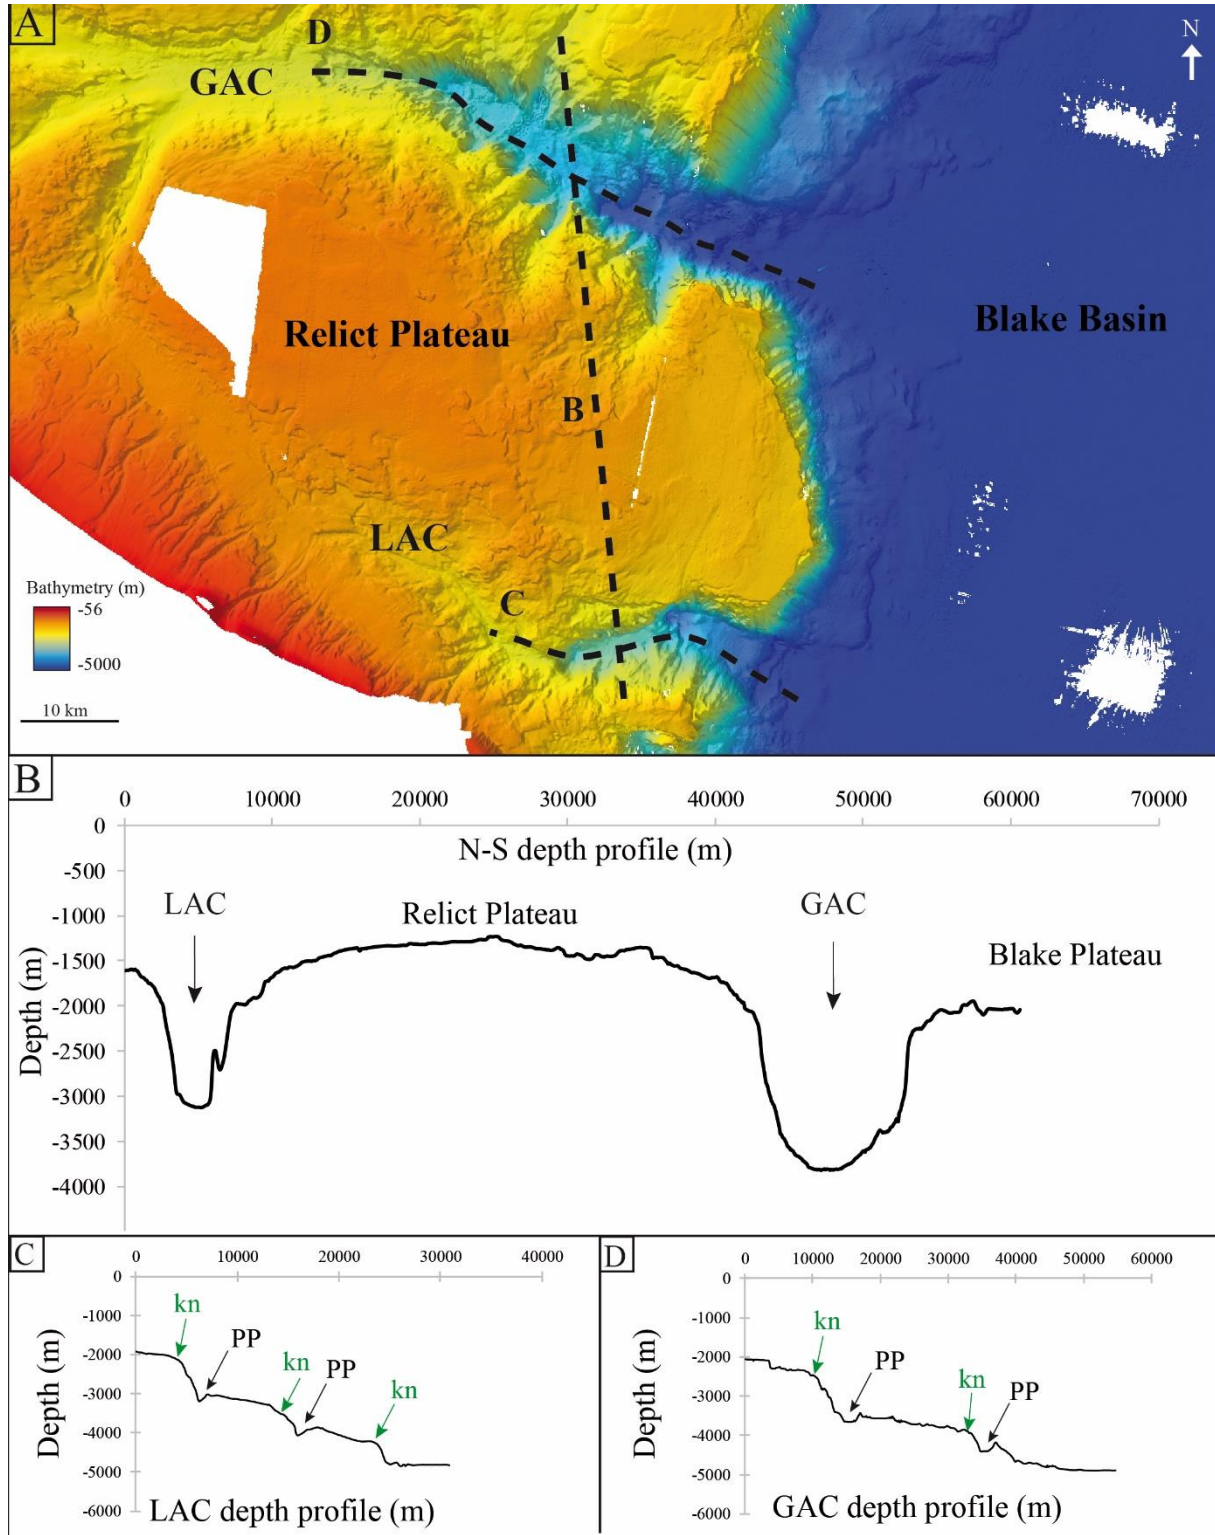 A
D
N
GAC
Relict Plateau
Blake Basin
B
LAC
C
Bathymetry (m)
-56
-5000
10 km
B
0 10000 20000 30000 40000 50000 60000 70000
0
N-S depth profile (m)
-500
LAC Relict Plateau GAC
-1000
Blake Plateau
-1500
-2000
-2500
-3000
-3500
-4000
Depth (m)
C
0 10000 20000 30000 40000
0
-1000
-2000
-3000
-4000
-5000
-6000
Depth (m)
kn
PP
kn
PP
kn
LAC depth profile (m)
D
0 10000 20000 30000 40000 50000 60000
0
-1000
-2000
-3000
-4000
-5000
-6000
Depth (m)
kn
PP
kn
PP
GAC depth profile (m)